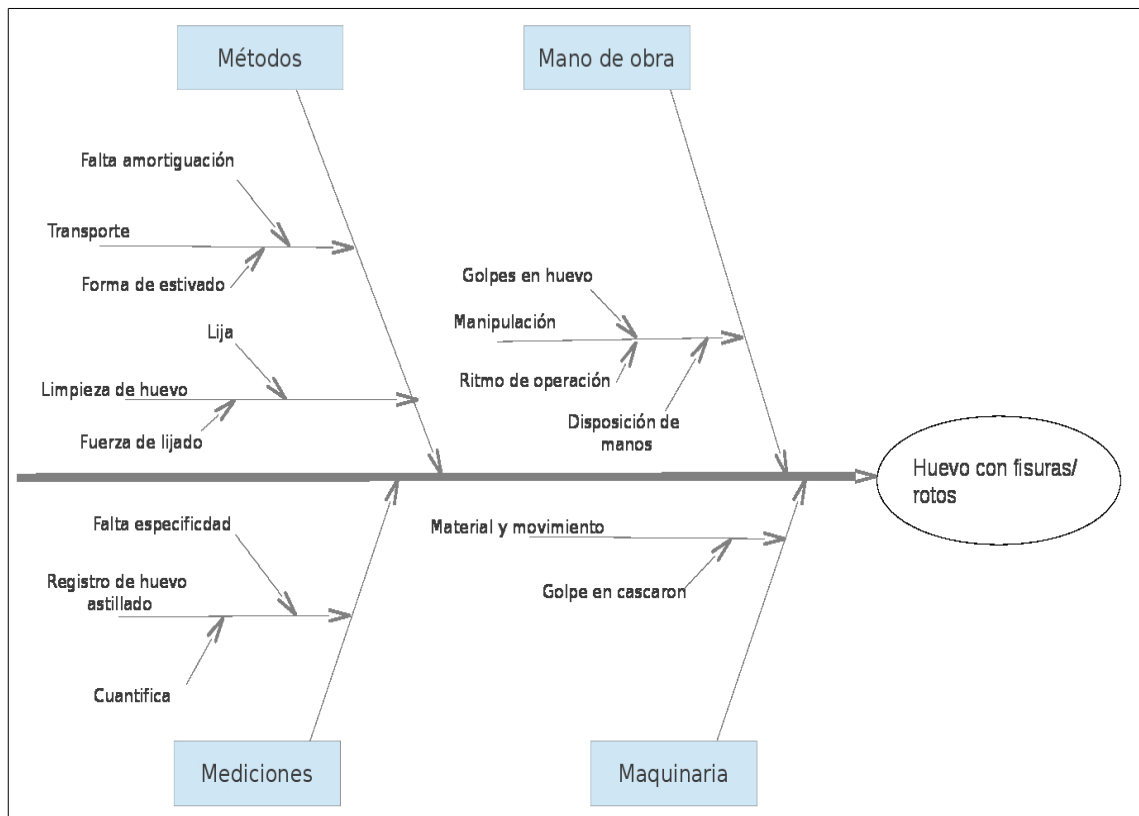 Métodos
Mano de obra
Falta amortiguación
Transporte
Forma de estivado
Lija
Limpieza de huevo
Fuerza de lijado
Golpes en huevo
Manipulación
Ritmo de operación
Disposición de
manos
Huevo con fisuras/
rotos
Falta especificdad
Registro de huevo
astillado
Cuantifica
Material y movimiento
Golpe en cascaron
Mediciones
Maquinaria